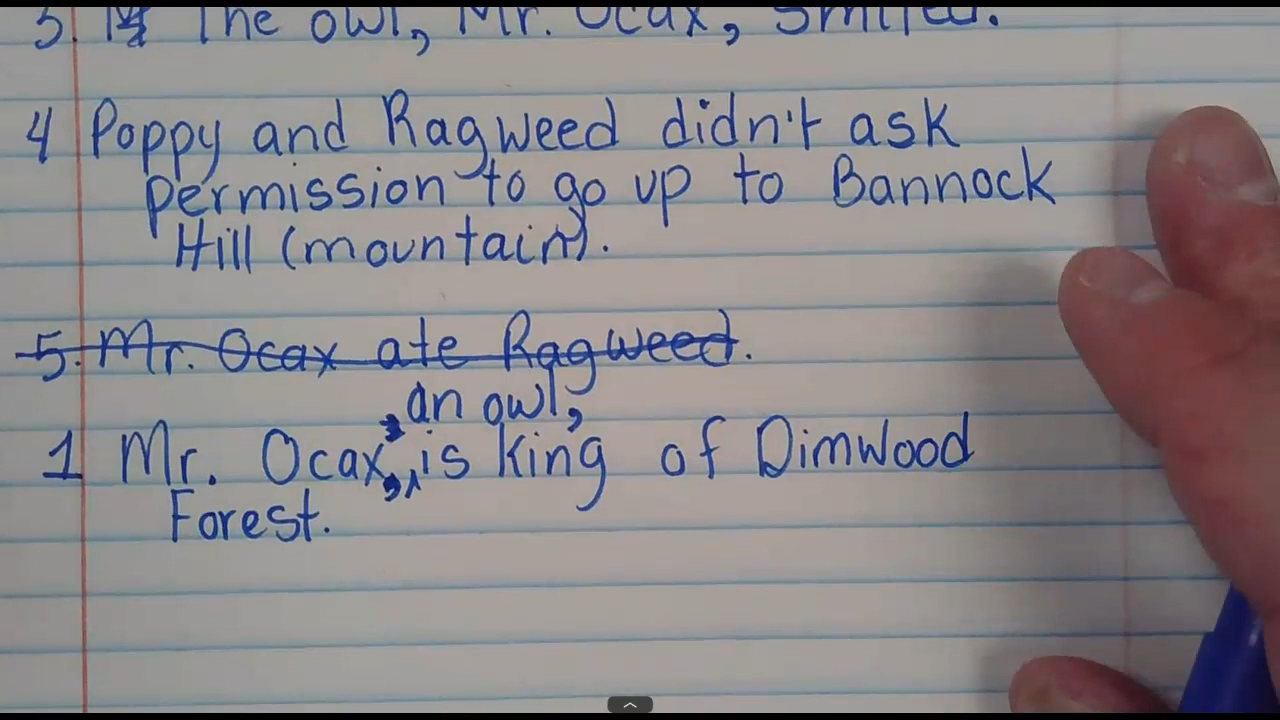 3. The owl, Mr. Ocax, smiled.
4 Poppy and Ragweed didn't ask
permission to go up to Bannock
Hill (mountain).
5. Mr. Ocax ate Ragweed.
an owl,
1 Mr. Ocax, is king of Dimwood
Forest.